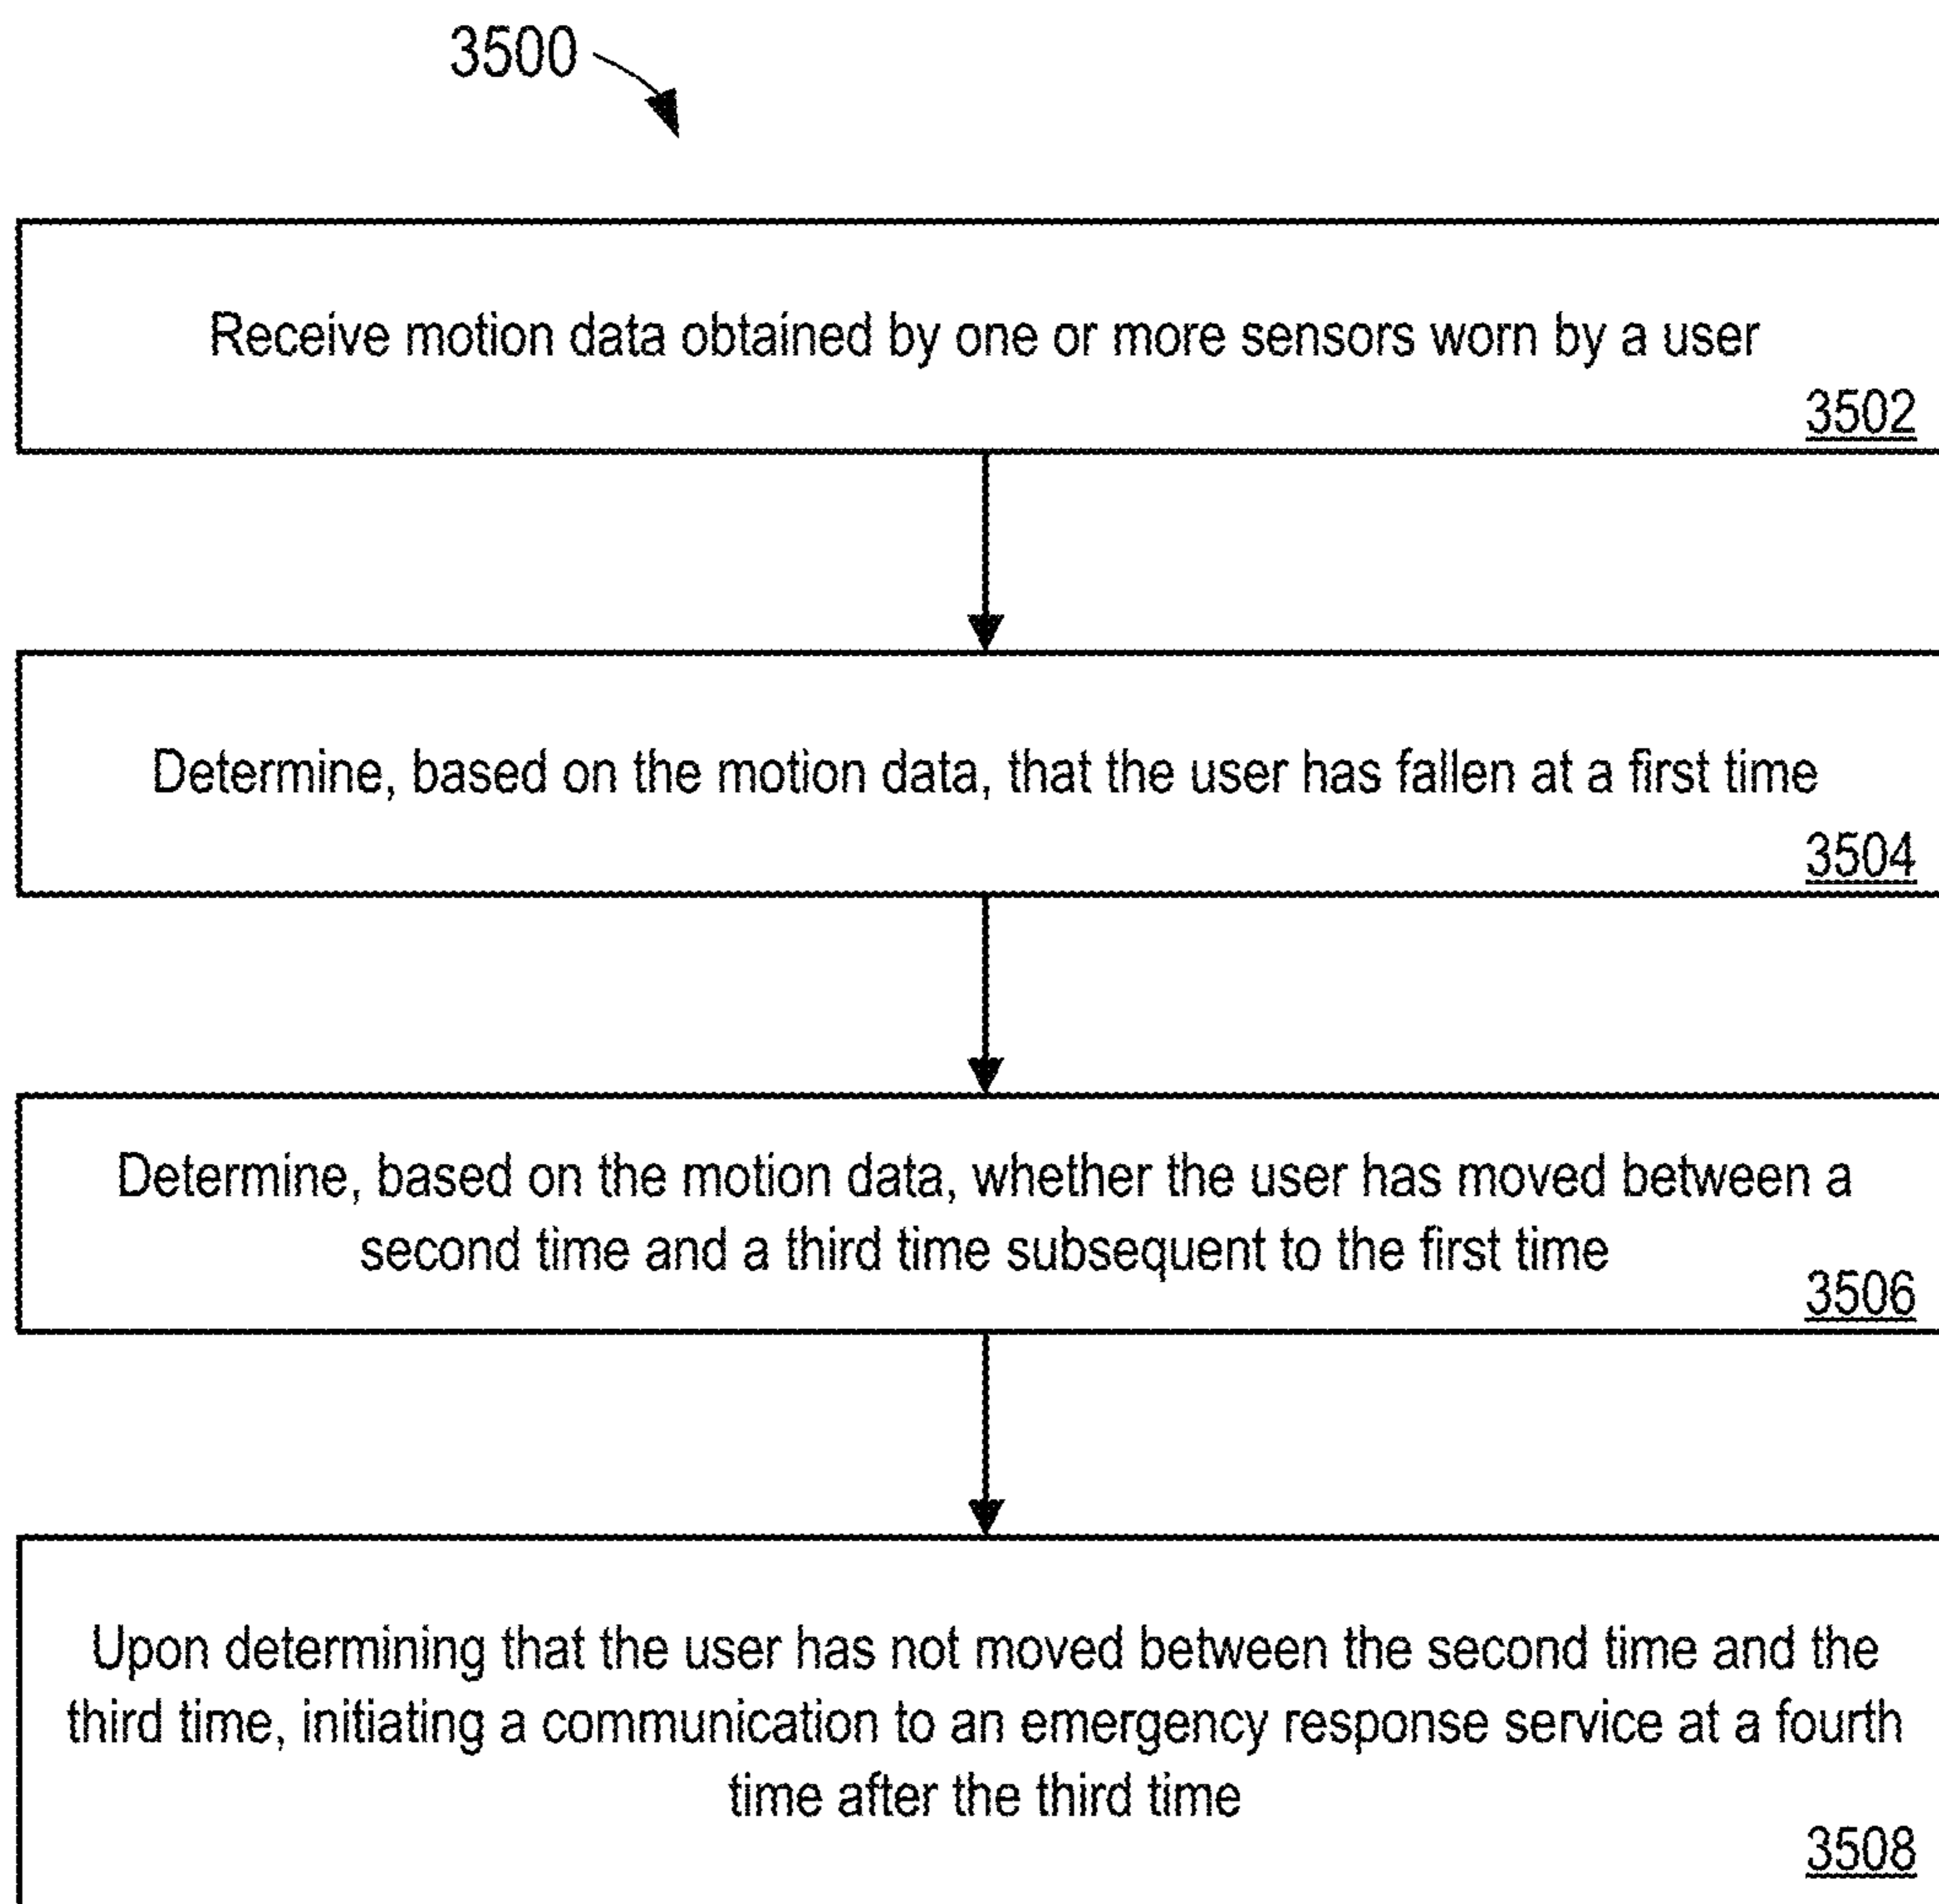 3500
Receive motion data obtained by one or more sensors worn by a user
3502
Determine, based on the motion data, that the user has fallen at a first time
3504
Determine, based on the motion data, whether the user has moved between a
second time and a third time subsequent to the first time
3506
Upon determining that the user has not moved between the second time and the
third time, initiating a communication to an emergency response service at a fourth
time after the third time
3508